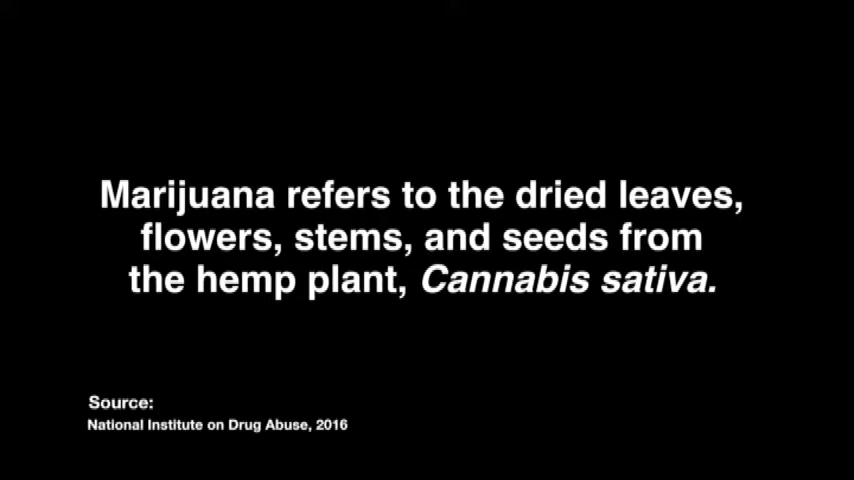 Marijuana refers to the dried leaves,
flowers, stems, and seeds from
the hemp plant, Cannabis sativa.
Source:
National Institute on Drug Abuse, 2016